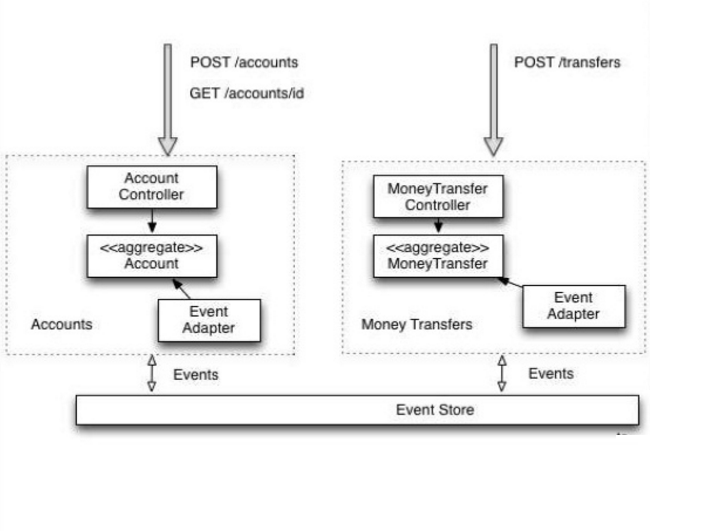 POST /accounts
GET /accounts/id
POST /transfers
Account
Controller
<<aggregate>>
Account
Event
Adapter
Accounts
MoneyTransfer
Controller
<<aggregate>>
MoneyTransfer
Event
Adapter
Money Transfers
Events
Events
Event Store